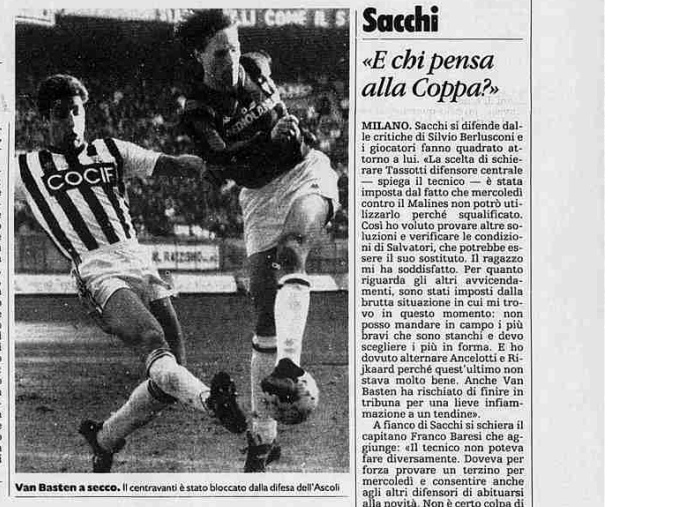 LI COME IL S
COCIF
Sacchi
«E chi pensa
alla Coppa?»
MILANO. Sacchi si difende dal-
le critiche di Silvio Berlusconi e
i giocatori fanno quadrato at-
torno a lui. «La scelta di schie-
rare Tassotti difensore centrale
— spiega il tecnico — è stata
imposta dal fatto che mercoledì
contro il Malines non potrò uti-
lizzarlo perché squalificato.
Così ho voluto provare altre so-
luzioni e verificare le condizio-
ni di Salvatori, che potrebbe es-
sere il suo sostituto. Il ragazzo
mi ha soddisfatto. Per quanto
riguarda gli altri avvicenda-
menti, sono stati imposti dalla
brutta situazione in cui mi tro-
vo in questo momento: non
posso mandare in campo i più
bravi che sono stanchi e devo
scegliere i più in forma. E ho
dovuto alternare Ancelotti e Ri-
jkaard perché quest'ultimo non
stava molto bene. Anche Van
Basten ha rischiato di finire in
tribuna per una lieve infiam-
mazione a un tendine».
A fianco di Sacchi si schiera il
capitano Franco Baresi che ag-
giunge: «Il tecnico non poteva
fare diversamente. Doveva per
forza provare un terzino per
mercoledì e consentire anche
agli altri difensori di abituarsi
alla novità. Non è certo colpa di
Van Basten a secco. Il centravanti è stato bloccato dalla difesa dell'Ascoli